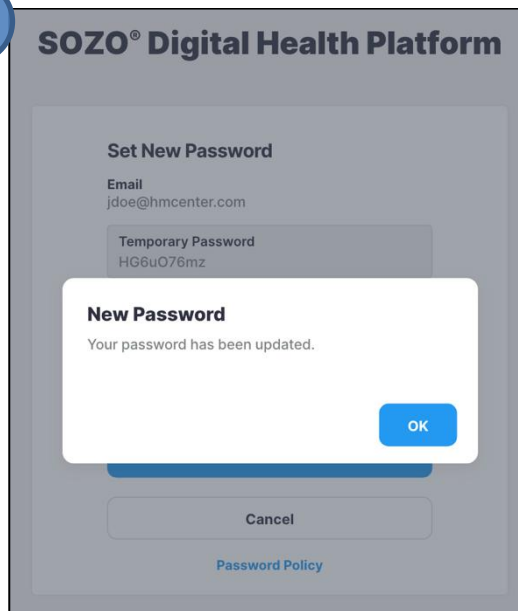 SOZO® Digital Health Platform
Set New Password
Email
jdoe@hmcenter.com
Temporary Password
HG6uO76mz
New Password
Your password has been updated.
OK
Cancel
Password Policy